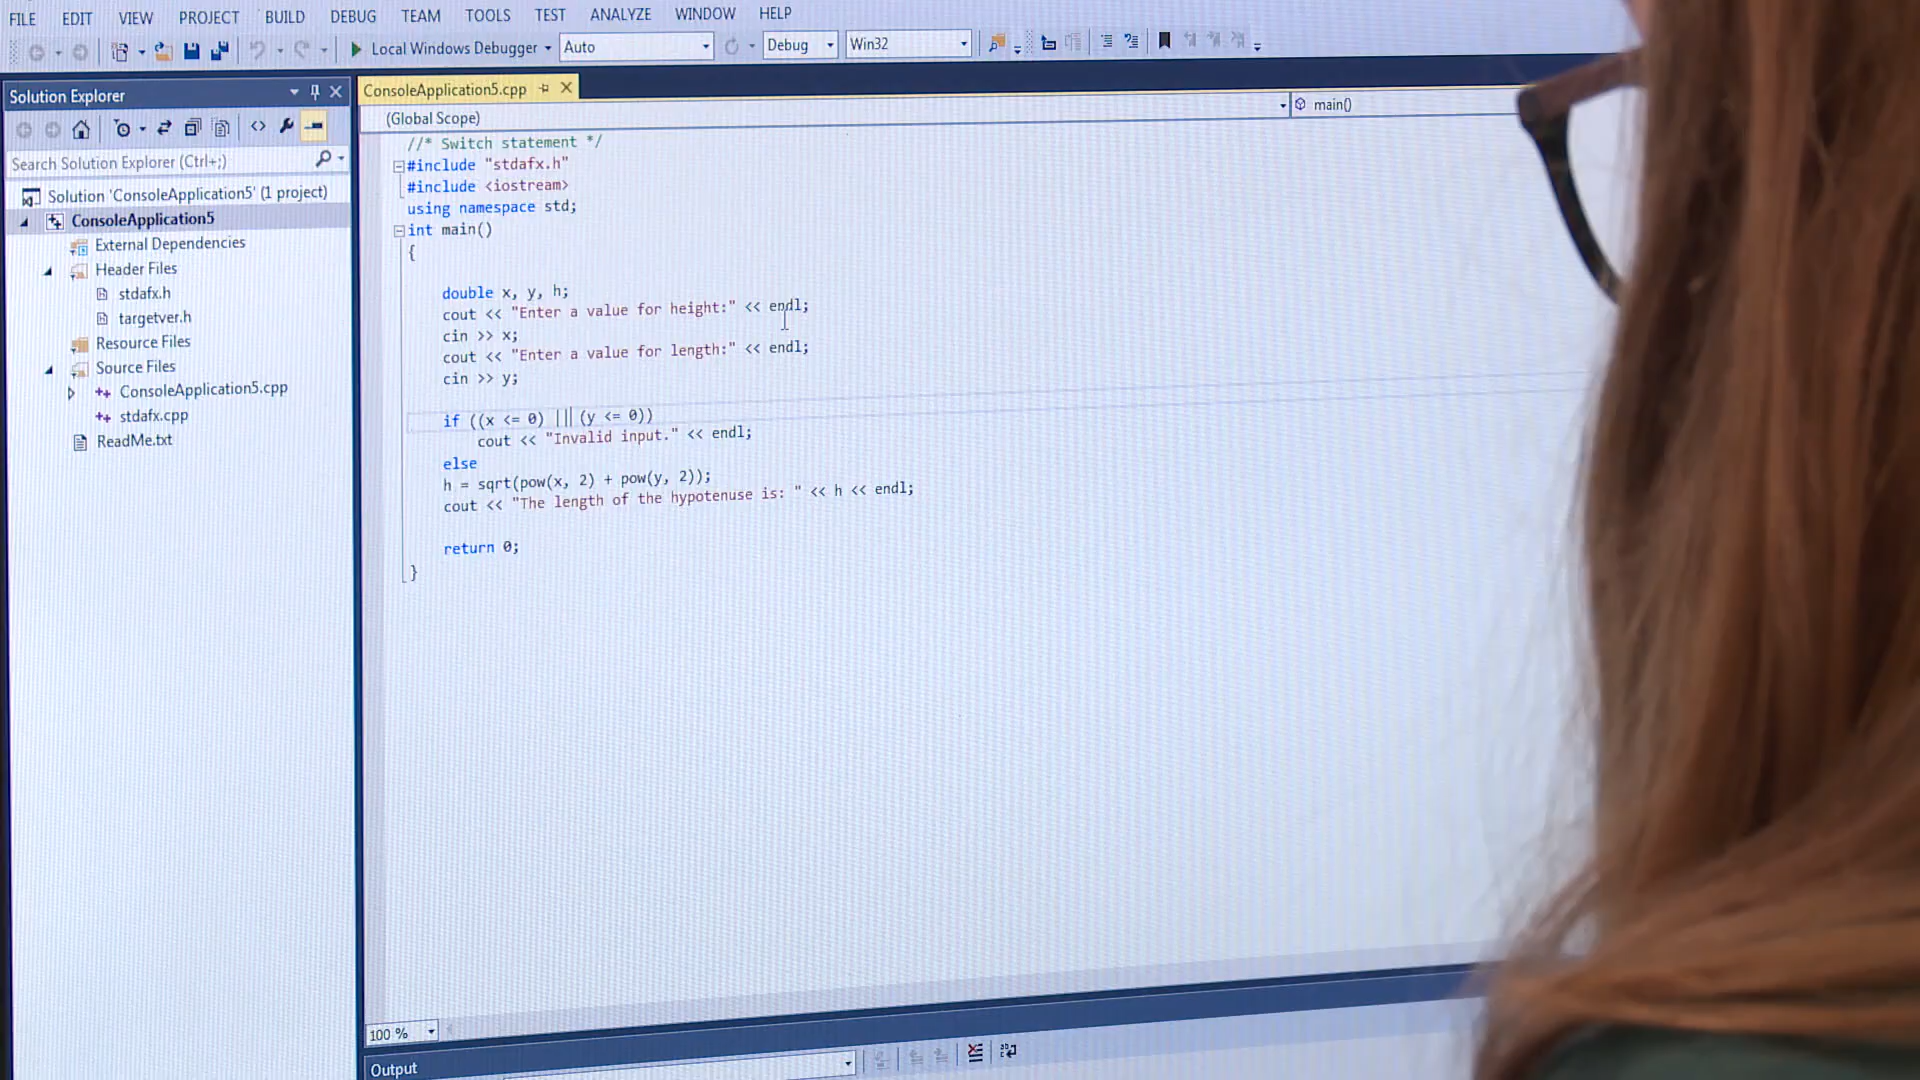 FILE EDIT VIEW PROJECT BUILD DEBUG TEAM TOOLS TEST ANALYZE WINDOW HELP
Local Windows Debugger Auto Debug Win32
Solution Explorer
Search Solution Explorer (Ctrl+;)
Solution 'ConsoleApplication5' (1 project)
ConsoleApplication5
External Dependencies
Header Files
stdafx.h
targetver.h
Resource Files
Source Files
ConsoleApplication5.cpp
stdafx.cpp
ReadMe.txt
ConsoleApplication5.cpp
(Global Scope) main()
//* Switch statement */
#include "stdafx.h"
#include <iostream>
using namespace std;
int main()
{
double x, y, h;
cout << "Enter a value for height:" << endl;
cin >> x;
cout << "Enter a value for length:" << endl;
cin >> y;
if ((x <= 0) || (y <= 0))
cout << "Invalid input." << endl;
else
h = sqrt(pow(x, 2) + pow(y, 2));
cout << "The length of the hypotenuse is: " << h << endl;
return 0;
}
100 %
Output